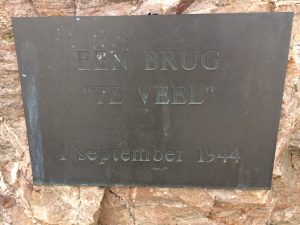 EEN BRUG
"TE VEEL"
1 september 1944